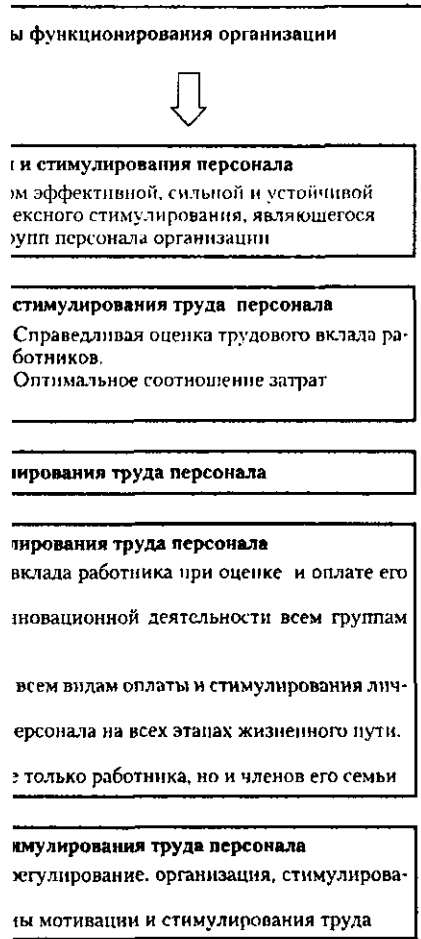 ы функционирования организации
и стимулирования персонала
ом эффективной, сильной и устойчивой
ексного стимулирования, являющегося
рупп персонала организации
стимулирования труда персонала
Справедливая оценка трудового вклада ра-
ботников.
Оптимальное соотношение затрат
лирования труда персонала
лирования труда персонала
вклада работника при оценке и оплате его
нновационной деятельности всем группам
всем видам оплаты и стимулирования лич-
ерсонала на всех этапах жизненного пути.
е только работника, но и членов его семьи
имулирования труда персонала
регулирование. организация, стимулирова-
ны мотивации и стимулирования труда